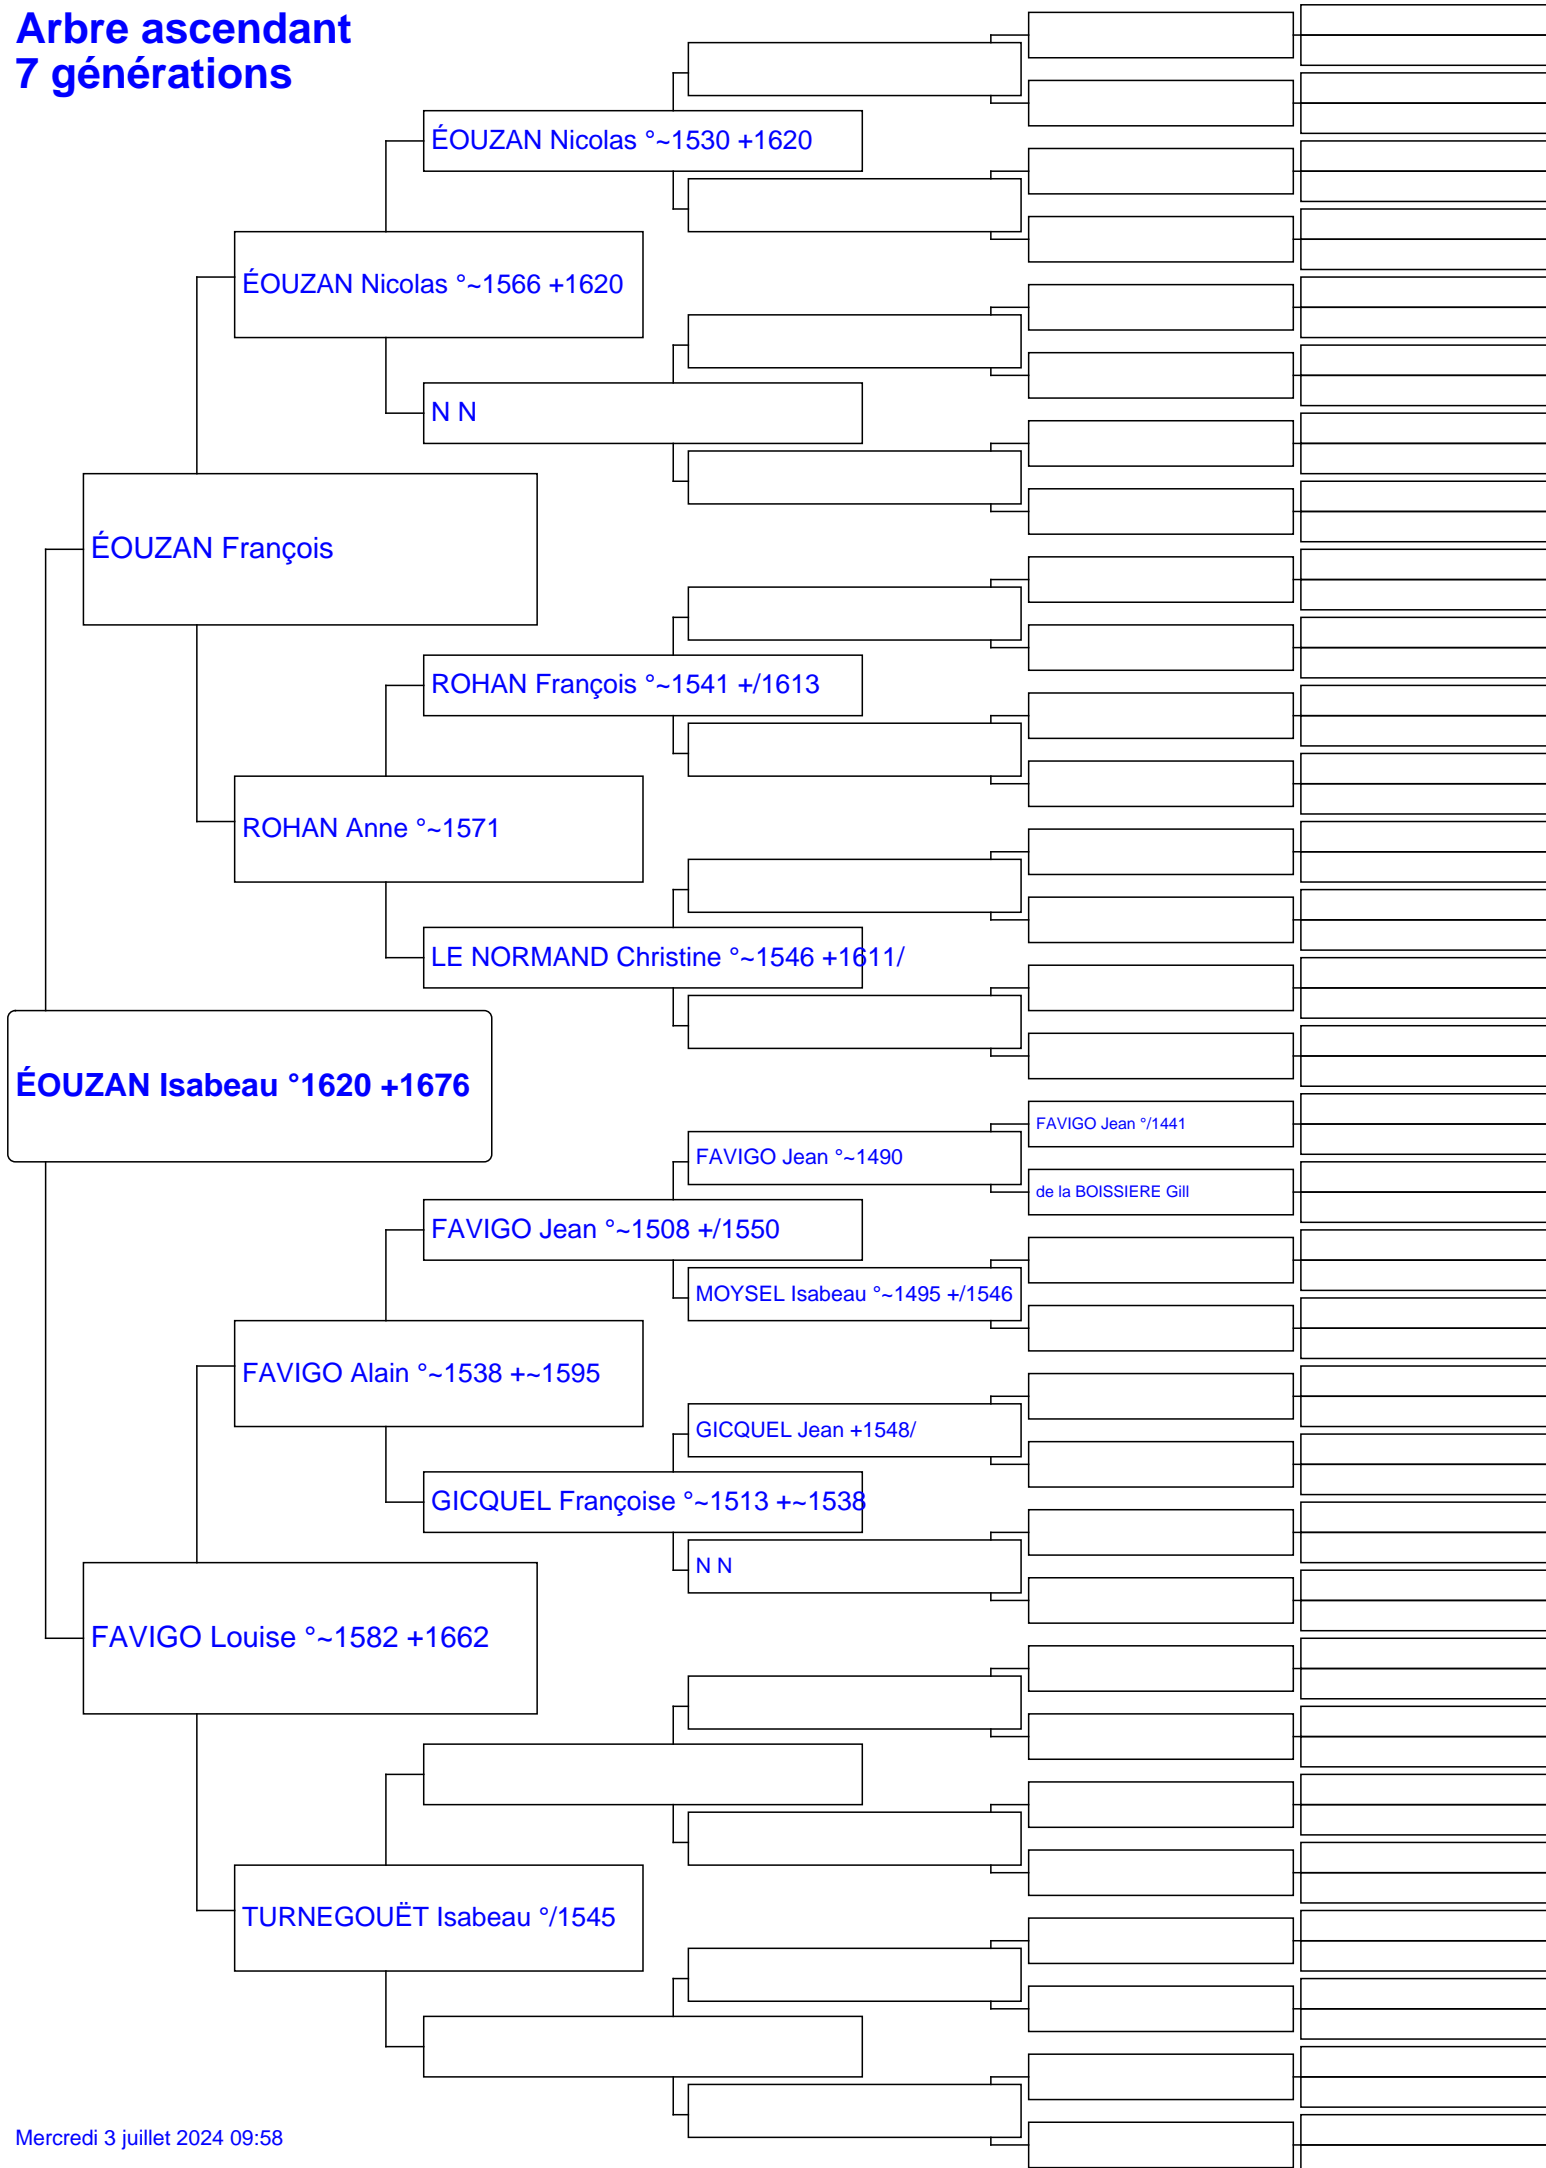 Arbre ascendant
7 générations
ÉOUZAN Nicolas °~1530 +1620
ÉOUZAN Nicolas °~1566 +1620
N N
ÉOUZAN François
ROHAN François °~1541 +/1613
ROHAN Anne °~1571
LE NORMAND Christine °~1546 +1611/
ÉOUZAN Isabeau °1620 +1676
FAVIGO Jean °/1441
FAVIGO Jean °~1490
de la BOISSIERE Gill
FAVIGO Jean °~1508 +/1550
MOYSEL Isabeau °~1495 +/1546
FAVIGO Alain °~1538 +~1595
GICQUEL Jean +1548/
GICQUEL Françoise °~1513 +~1538
N N
FAVIGO Louise °~1582 +1662
TURNEGOUËT Isabeau °/1545
Mercredi 3 juillet 2024 09:58